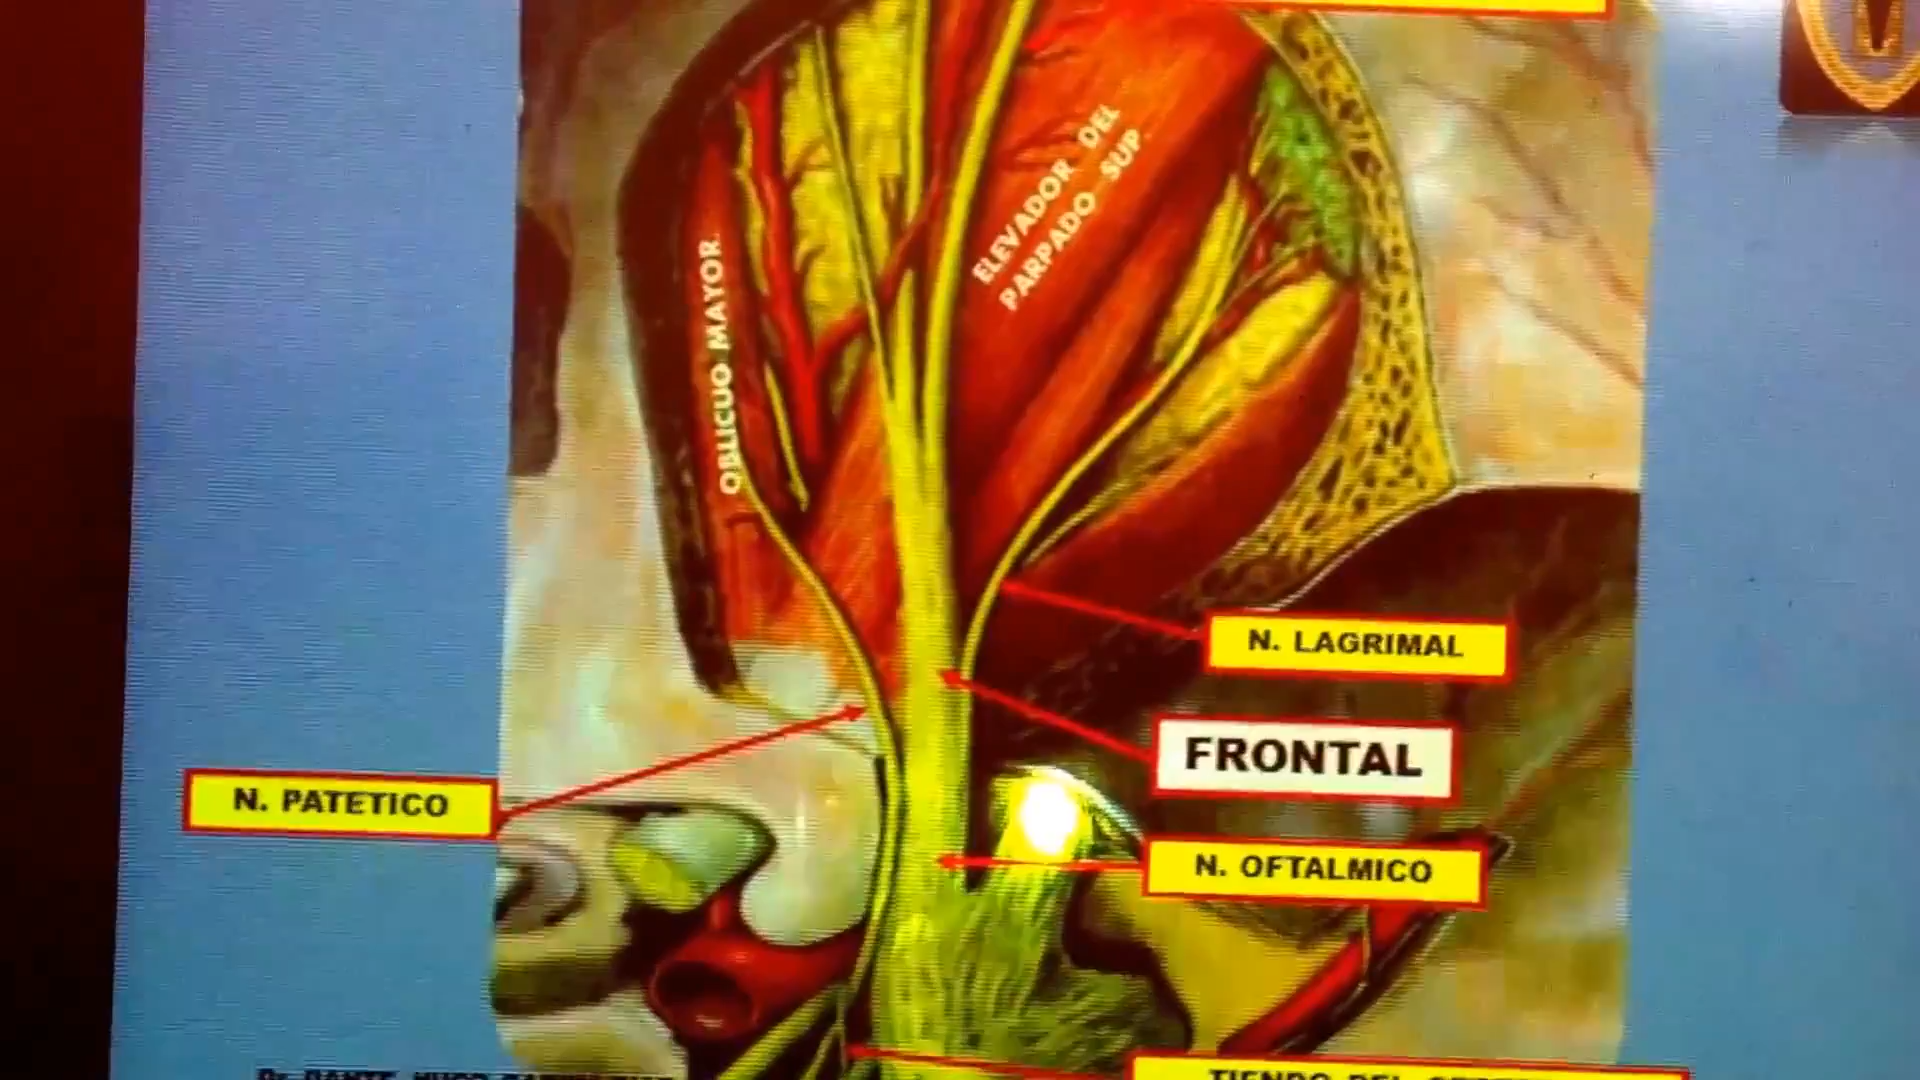 ELEVADOR DEL
PARPADO SUP
OBLICUO MAYOR
N. LAGRIMAL
FRONTAL
N. PATETICO
N. OFTALMICO